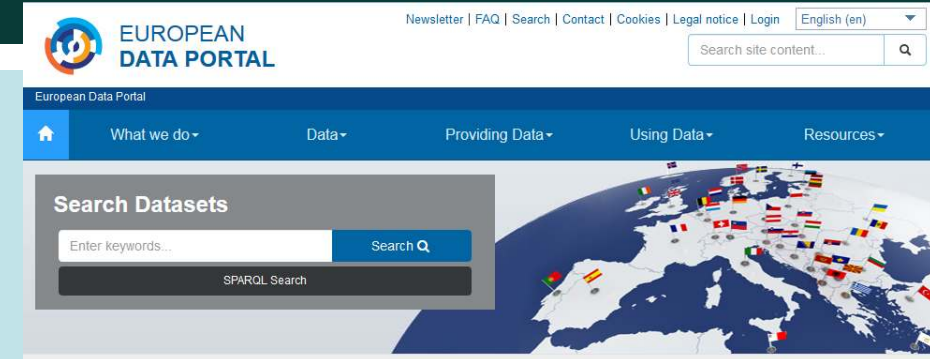 Newsletter | FAQ | Search | Contact | Cookies | Legal notice | Login
English (en)
EUROPEAN
DATA PORTAL
Search site content...
European Data Portal
What we do
Data
Providing Data
Using Data
Resources
Search Datasets
Enter keywords...
Search
SPARQL Search